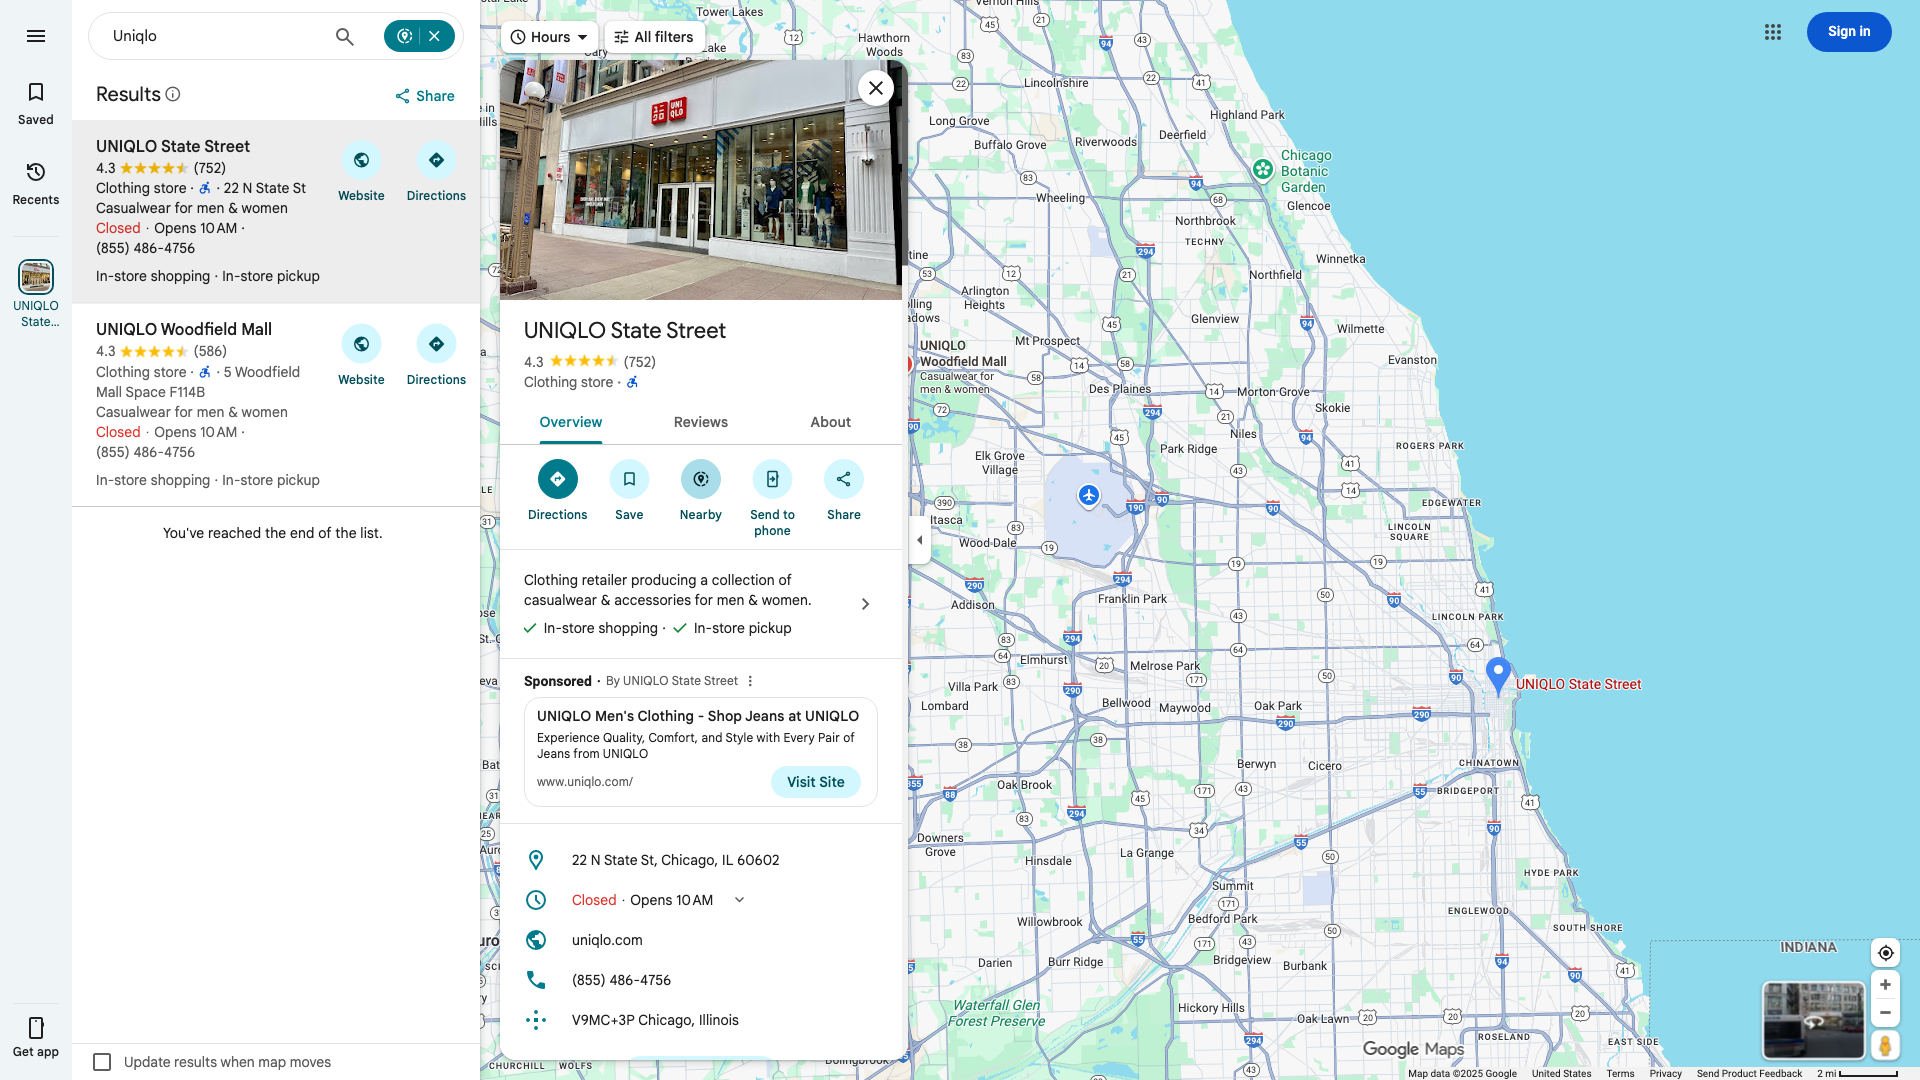 Uniqlo
Saved
Recents
UNIQLO
State...
Get app
Results
Share
UNIQLO State Street
4.3 (752)
Clothing store · · 22 N State St
Casualwear for men & women
Closed · Opens 10 AM ·
(855) 486-4756
In-store shopping · In-store pickup
Website
Directions
UNIQLO Woodfield Mall
4.3 (586)
Clothing store · · 5 Woodfield
Mall Space F114B
Casualwear for men & women
Closed · Opens 10 AM ·
(855) 486-4756
In-store shopping · In-store pickup
Website
Directions
You've reached the end of the list.
Update results when map moves
Hours
All filters
UNI
QLO
UNIQLO State Street
4.3 (752)
Clothing store ·
Overview
Reviews
About
Directions
Save
Nearby
Send to
phone
Share
Clothing retailer producing a collection of
casualwear & accessories for men & women.
In-store shopping · In-store pickup
Sponsored · By UNIQLO State Street
UNIQLO Men's Clothing - Shop Jeans at UNIQLO
Experience Quality, Comfort, and Style with Every Pair of
Jeans from UNIQLO
www.uniqlo.com/
Visit Site
22 N State St, Chicago, IL 60602
Closed · Opens 10 AM
uniqlo.com
(855) 486-4756
V9MC+3P Chicago, Illinois
Sign in
Tower Lakes
Vernon Hills
Hawthorn
Woods
Lincolnshire
Long Grove
Buffalo Grove
Riverwoods
Deerfield
Highland Park
Chicago
Botanic
Garden
Glencoe
Wheeling
Northbrook
TECHNY
Winnetka
Northfield
Arlington
Heights
Glenview
Wilmette
UNIQLO
Woodfield Mall
Casualwear for
men & women
Mt Prospect
Evanston
Des Plaines
Morton Grove
Skokie
Niles
Park Ridge
ROGERS PARK
Elk Grove
Village
EDGEWATER
LINCOLN
SQUARE
Itasca
Wood Dale
Addison
Franklin Park
LINCOLN PARK
Elmhurst
Melrose Park
Villa Park
Lombard
Bellwood
Maywood
Oak Park
UNIQLO State Street
Berwyn
Cicero
CHINATOWN
Oak Brook
BRIDGEPORT
Downers
Grove
Hinsdale
La Grange
Summit
HYDE PARK
Willowbrook
Bedford Park
ENGLEWOOD
SOUTH SHORE
Darien
Burr Ridge
Bridgeview
Burbank
INDIANA
Waterfall Glen
Forest Preserve
Hickory Hills
Oak Lawn
ROSELAND
EAST SIDE
Bolingbrook
CHURCHILL
WOLFS
Google Maps
Map data ©2025 Google
United States
Terms
Privacy
Send Product Feedback
2 mi